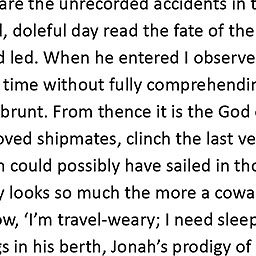 are the unrecorded accidents in
doleful day read the fate of the
led. When he entered I observe
time without fully comprehendin
brunt. From thence it is the God
oved shipmates, clinch the last ve
could possibly have sailed in tho
looks so much the more a cowa
ow, ‘I’m travel-weary; I need sleep
gs in his berth, Jonah’s prodigy of